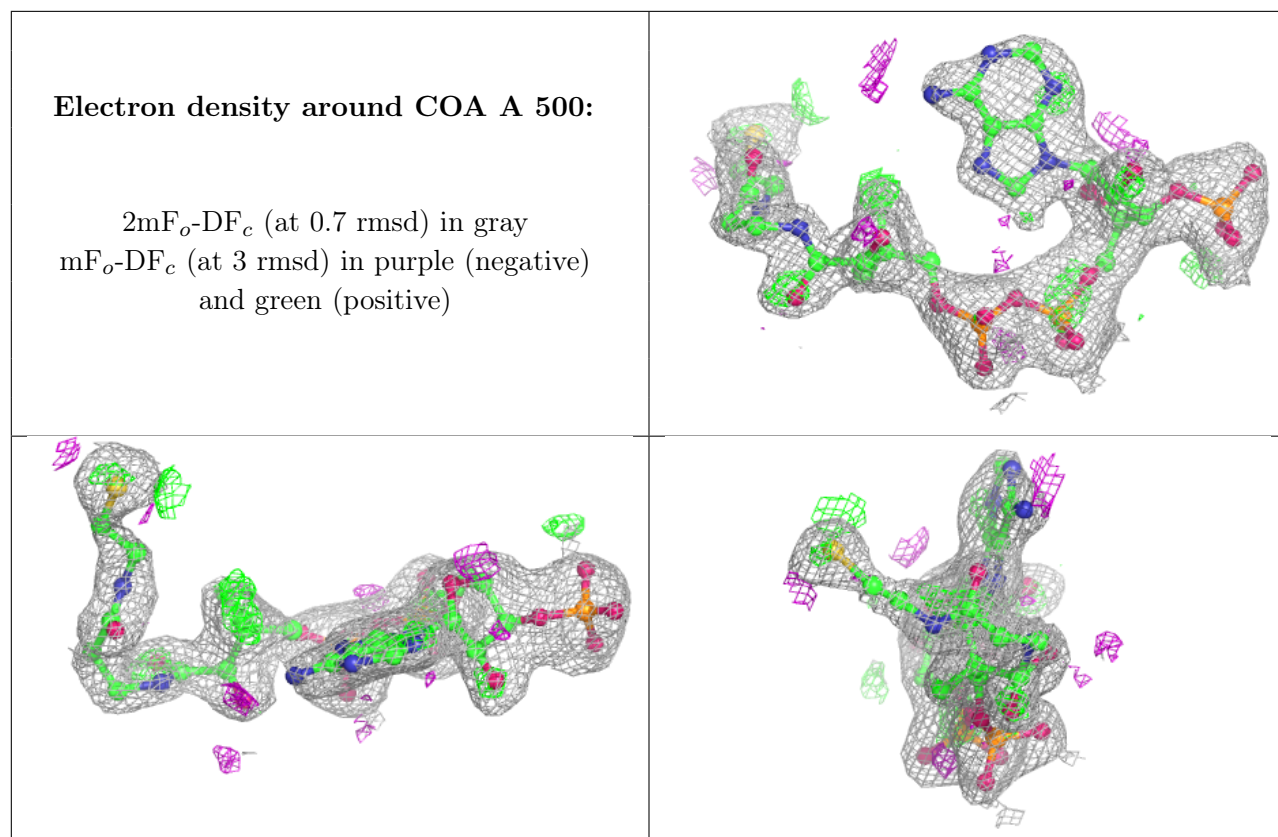 Electron density around COA A 500:
2mFo-DFc (at 0.7 rmsd) in gray
mFo-DFc (at 3 rmsd) in purple (negative)
and green (positive)